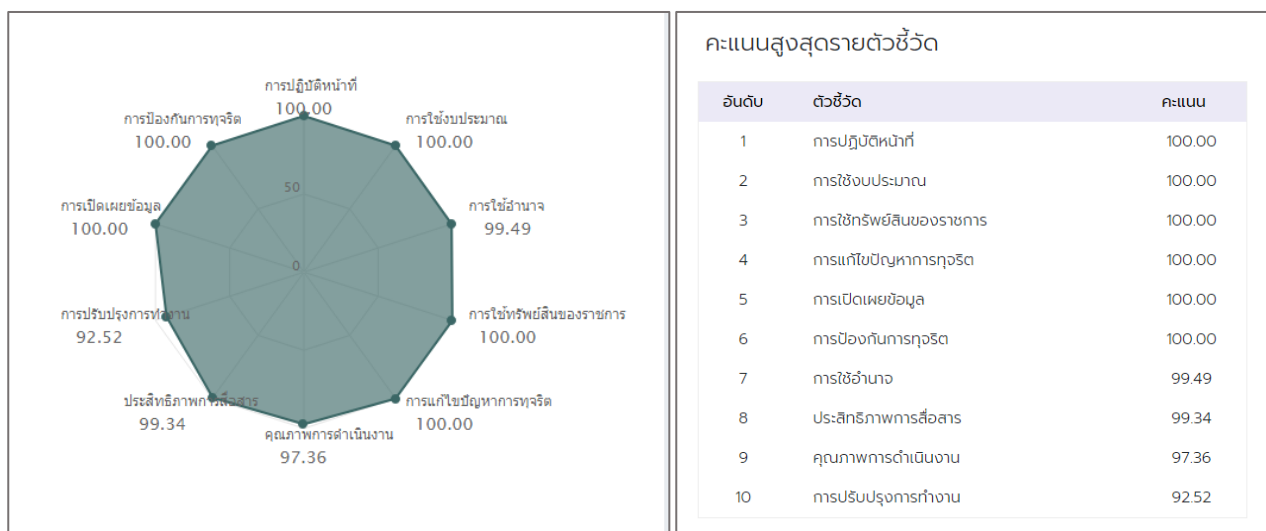 การปฏิบัติหน้าที่
100.00
การป้องกันการทุจริต
100.00
การใช้งบประมาณ
100.00
50
การเปิดเผยข้อมูล
100.00
การใช้อำนาจ
99.49
0
การปรับปรุงการทำงาน
92.52
การใช้ทรัพย์สินของราชการ
100.00
ประสิทธิภาพการสื่อสาร
99.34
การแก้ไขปัญหาการทุจริต
100.00
คุณภาพการดำเนินงาน
97.36
คะแนนสูงสุดรายตัวชี้วัด
อันดับ ตัวชี้วัด คะแนน
1 การปฏิบัติหน้าที่ 100.00
2 การใช้งบประมาณ 100.00
3 การใช้ทรัพย์สินของราชการ 100.00
4 การแก้ไขปัญหาการทุจริต 100.00
5 การเปิดเผยข้อมูล 100.00
6 การป้องกันการทุจริต 100.00
7 การใช้อำนาจ 99.49
8 ประสิทธิภาพการสื่อสาร 99.34
9 คุณภาพการดำเนินงาน 97.36
10 การปรับปรุงการทำงาน 92.52